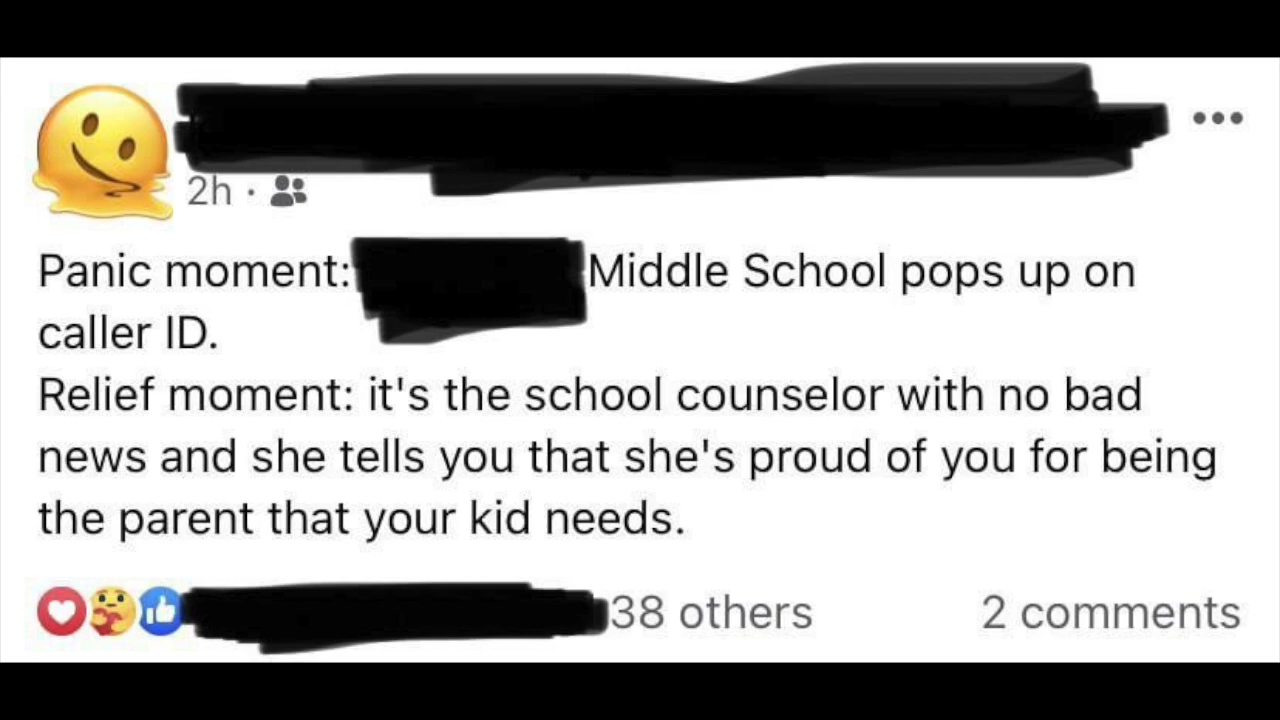 2h ·
Panic moment: Middle School pops up on
caller ID.
Relief moment: it's the school counselor with no bad
news and she tells you that she's proud of you for being
the parent that your kid needs.
38 others 2 comments